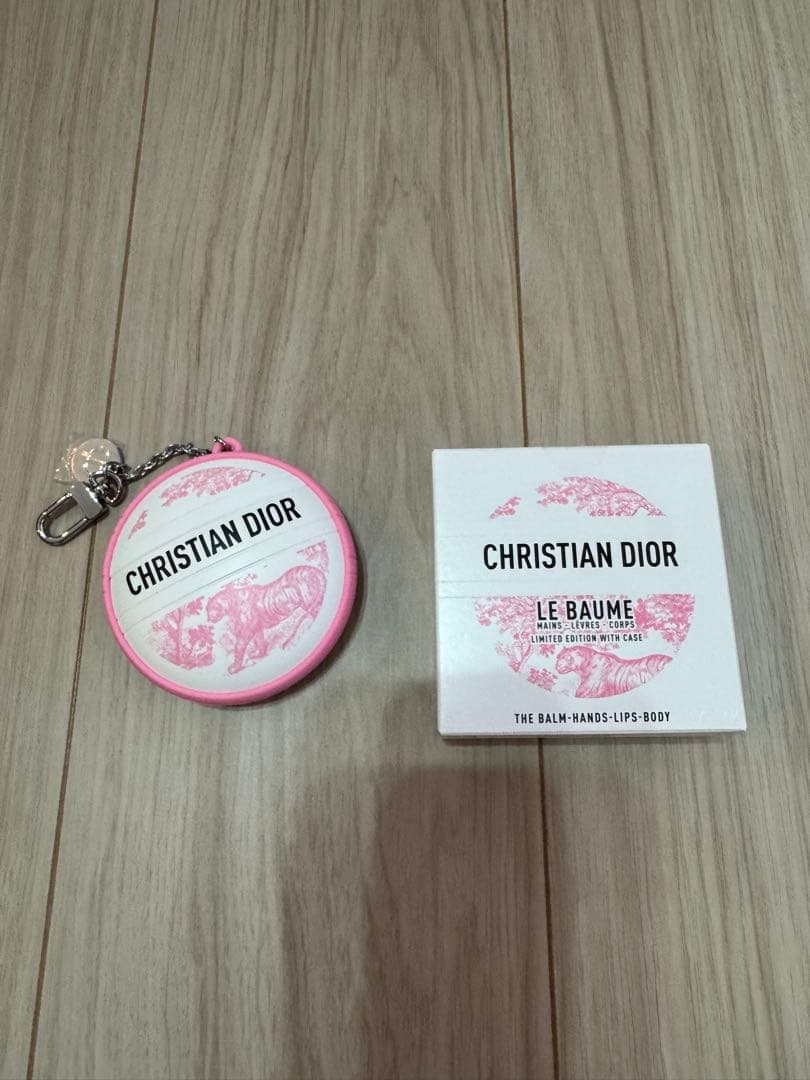 CHRISTIAN DIOR
CHRISTIAN DIOR
LE BAUME
MAINS - LÈVRES - CORPS
LIMITED EDITION WITH CASE
THE BALM-HANDS-LIPS-BODY